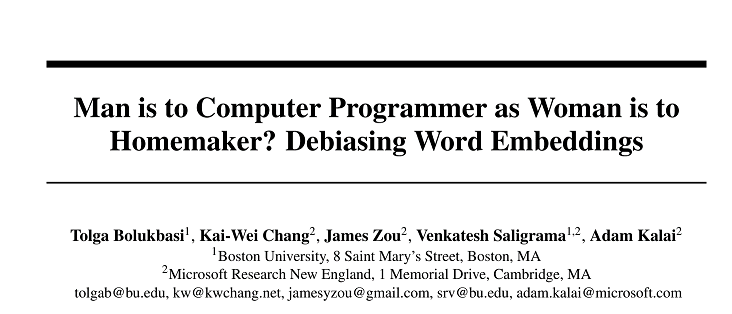 Man is to Computer Programmer as Woman is to
Homemaker? Debiasing Word Embeddings
Tolga Bolukbasi¹, Kai-Wei Chang², James Zou², Venkatesh Saligrama¹,², Adam Kalai²
¹Boston University, 8 Saint Mary's Street, Boston, MA
²Microsoft Research New England, 1 Memorial Drive, Cambridge, MA
tolgab@bu.edu, kw@kwchang.net, jamesyzou@gmail.com, srv@bu.edu, adam.kalai@microsoft.com